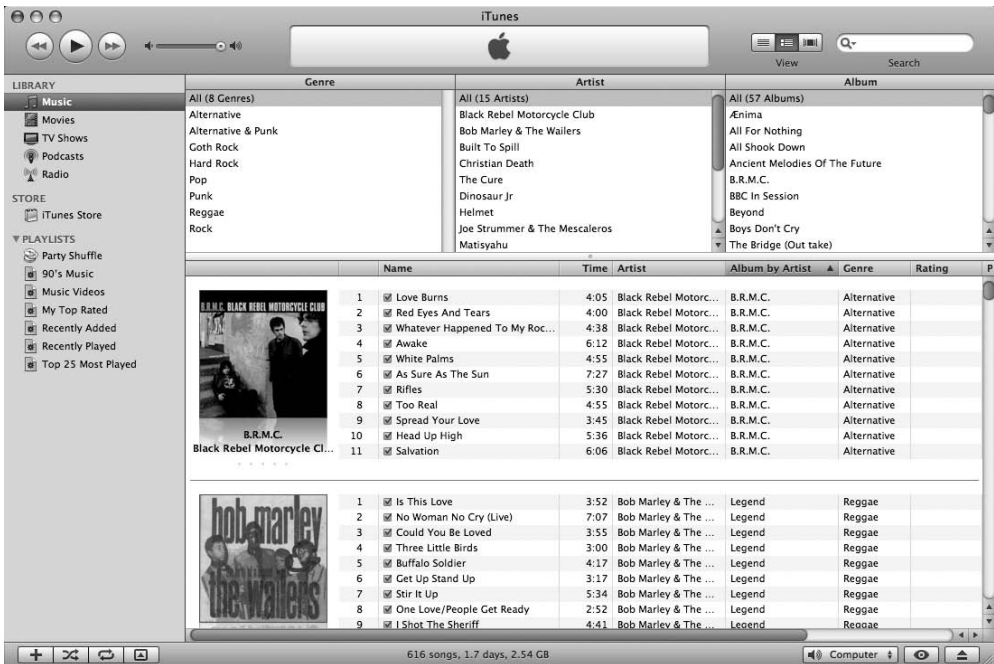 iTunes
View
Search
LIBRARY
Music
Movies
TV Shows
Podcasts
Radio
STORE
iTunes Store
PLAYLISTS
Party Shuffle
90's Music
Music Videos
My Top Rated
Recently Added
Recently Played
Top 25 Most Played
Genre
All (8 Genres)
Alternative
Alternative & Punk
Goth Rock
Hard Rock
Pop
Punk
Reggae
Rock
Artist
All (15 Artists)
Black Rebel Motorcycle Club
Bob Marley & The Wailers
Built To Spill
Christian Death
The Cure
Dinosaur Jr
Helmet
Joe Strummer & The Mescaleros
Matisyahu
Album
All (57 Albums)
Ænima
All For Nothing
All Shook Down
Ancient Melodies Of The Future
B.R.M.C.
BBC In Session
Beyond
Boys Don't Cry
The Bridge (Out take)
Name Time Artist Album by Artist Genre Rating P
B.R.M.C. BLACK REBEL MOTORCYCLE CLUB
B.R.M.C.
Black Rebel Motorcycle Cl...
1 Love Burns 4:05 Black Rebel Motorc... B.R.M.C. Alternative
2 Red Eyes And Tears 4:00 Black Rebel Motorc... B.R.M.C. Alternative
3 Whatever Happened To My Roc... 4:38 Black Rebel Motorc... B.R.M.C. Alternative
4 Awake 6:12 Black Rebel Motorc... B.R.M.C. Alternative
5 White Palms 4:55 Black Rebel Motorc... B.R.M.C. Alternative
6 As Sure As The Sun 7:27 Black Rebel Motorc... B.R.M.C. Alternative
7 Rifles 5:30 Black Rebel Motorc... B.R.M.C. Alternative
8 Too Real 4:55 Black Rebel Motorc... B.R.M.C. Alternative
9 Spread Your Love 3:45 Black Rebel Motorc... B.R.M.C. Alternative
10 Head Up High 5:36 Black Rebel Motorc... B.R.M.C. Alternative
11 Salvation 6:06 Black Rebel Motorc... B.R.M.C. Alternative
bob marley
the wailers
1 Is This Love 3:52 Bob Marley & The ... Legend Reggae
2 No Woman No Cry (Live) 7:07 Bob Marley & The ... Legend Reggae
3 Could You Be Loved 3:55 Bob Marley & The ... Legend Reggae
4 Three Little Birds 3:00 Bob Marley & The ... Legend Reggae
5 Buffalo Soldier 4:17 Bob Marley & The ... Legend Reggae
6 Get Up Stand Up 3:17 Bob Marley & The ... Legend Reggae
7 Stir It Up 5:34 Bob Marley & The ... Legend Reggae
8 One Love/People Get Ready 2:52 Bob Marley & The ... Legend Reggae
9 I Shot The Sheriff 4:41 Bob Marley & The ... Legend Reggae
616 songs, 1.7 days, 2.54 GB
Computer